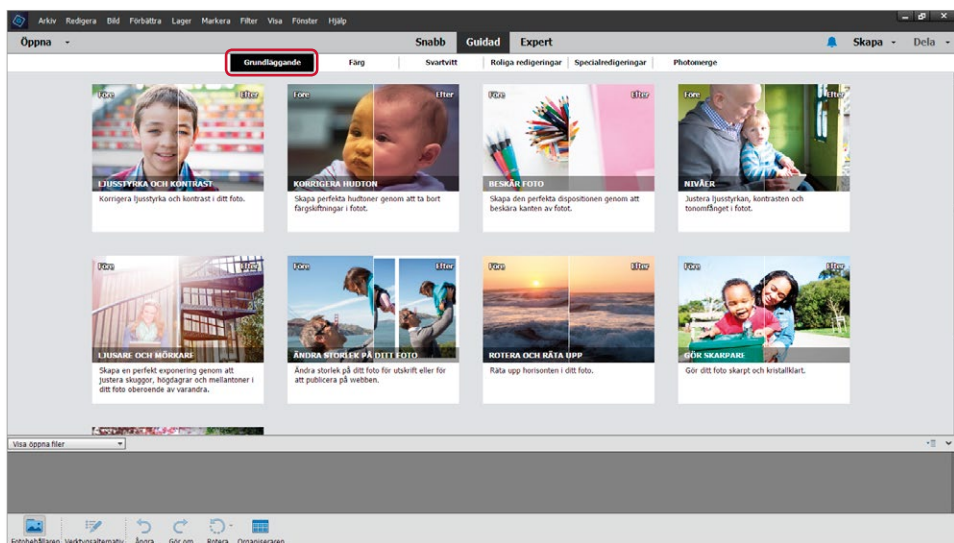 Arkiv Redigera Bild Förbättra Lager Markera Filter Visa Fönster Hjälp
Öppna Snabb Guidad Expert Skapa Dela
Grundläggande Färg Svartvitt Roliga redigeringar Specialredigeringar Photomerge
Före Efter Före Efter Före Efter Före Efter
LJUSSTYRKA OCH KONTRAST
Korrigera ljusstyrka och kontrast i ditt foto.
KORRIGERA HUDTON
Skapa perfekta hudtoner genom att ta bort
färgskiftningar i fotot.
BESKÄR FOTO
Skapa den perfekta dispositionen genom att
beskära kanten av fotot.
NIVÅER
Justera ljusstyrkan, kontrasten och
tonomfånget i fotot.
Före Efter Före Efter Före Efter Före Efter
LJUSARE OCH MÖRKARE
Skapa en perfekt exponering genom att
justera skuggor, högdagrar och mellantoner i
ditt foto oberoende av varandra.
ÄNDRA STORLEK PÅ DITT FOTO
Ändra storlek på ditt foto för utskrift eller för
att publicera på webben.
ROTERA OCH RÄTA UPP
Räta upp horisonten i ditt foto.
GÖR SKARPARE
Gör ditt foto skarpt och kristallklart.
Visa öppna filer
Fotobehållaren Verktygsalternativ Ångra Gör om Rotera Organiseraren